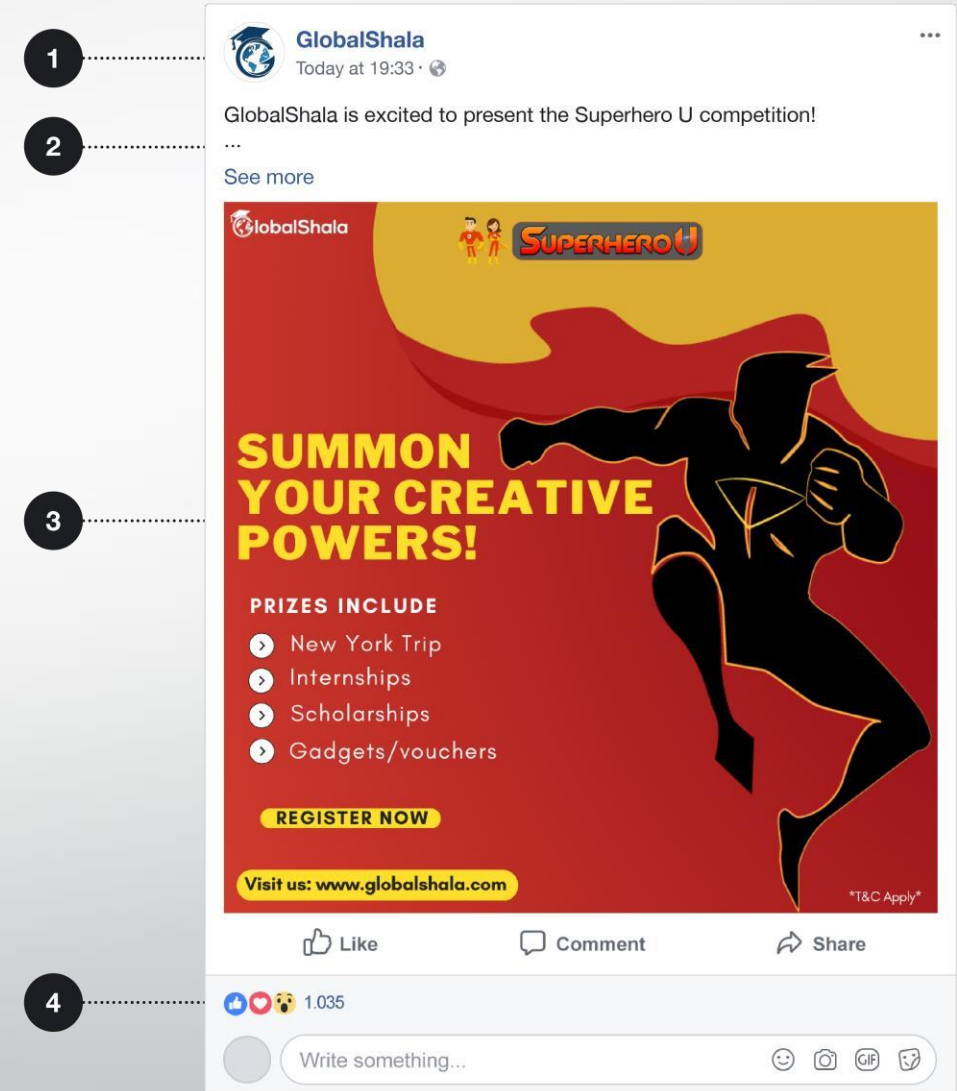 1
GlobalShala
Today at 19:33 ·
2
GlobalShala is excited to present the Superhero U competition!
...
See more
GlobalShala
SUPERHERO U
3
SUMMON
YOUR CREATIVE
POWERS!
PRIZES INCLUDE
New York Trip
Internships
Scholarships
Gadgets/vouchers
REGISTER NOW
Visit us: www.globalshala.com
*T&C Apply*
Like
Comment
Share
4
1.035
Write something...
GIF